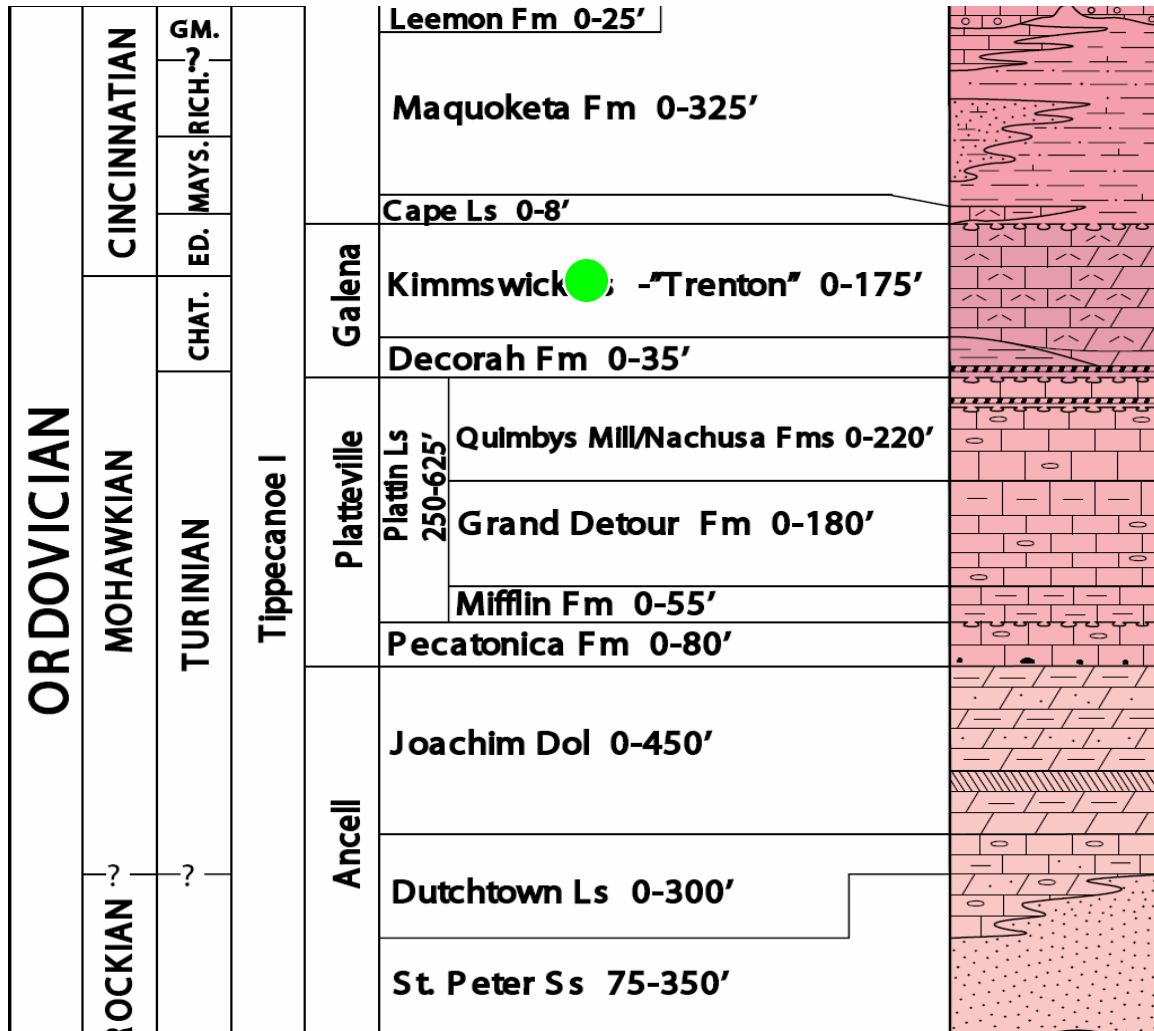 ORDOVICIAN
CINCINNATIAN
MOHAWKIAN
?
GM.
?
RICH.
MAYS.
ED.
CHAT.
TURINIAN
?
Tippecanoe I
Galena
Platteville
Ancell
Leemon Fm 0-25′
Maquoketa Fm 0-325′
Cape Ls 0-8′
Kimmswick -”Trenton” 0-175′
Decorah Fm 0-35′
Plattin Ls
250-625′
Quimbys Mill/Nachusa Fms 0-220′
Grand Detour Fm 0-180′
Mifflin Fm 0-55′
Pecatonica Fm 0-80′
Joachim Dol 0-450′
Dutchtown Ls 0-300′
St. Peter Ss 75-350′